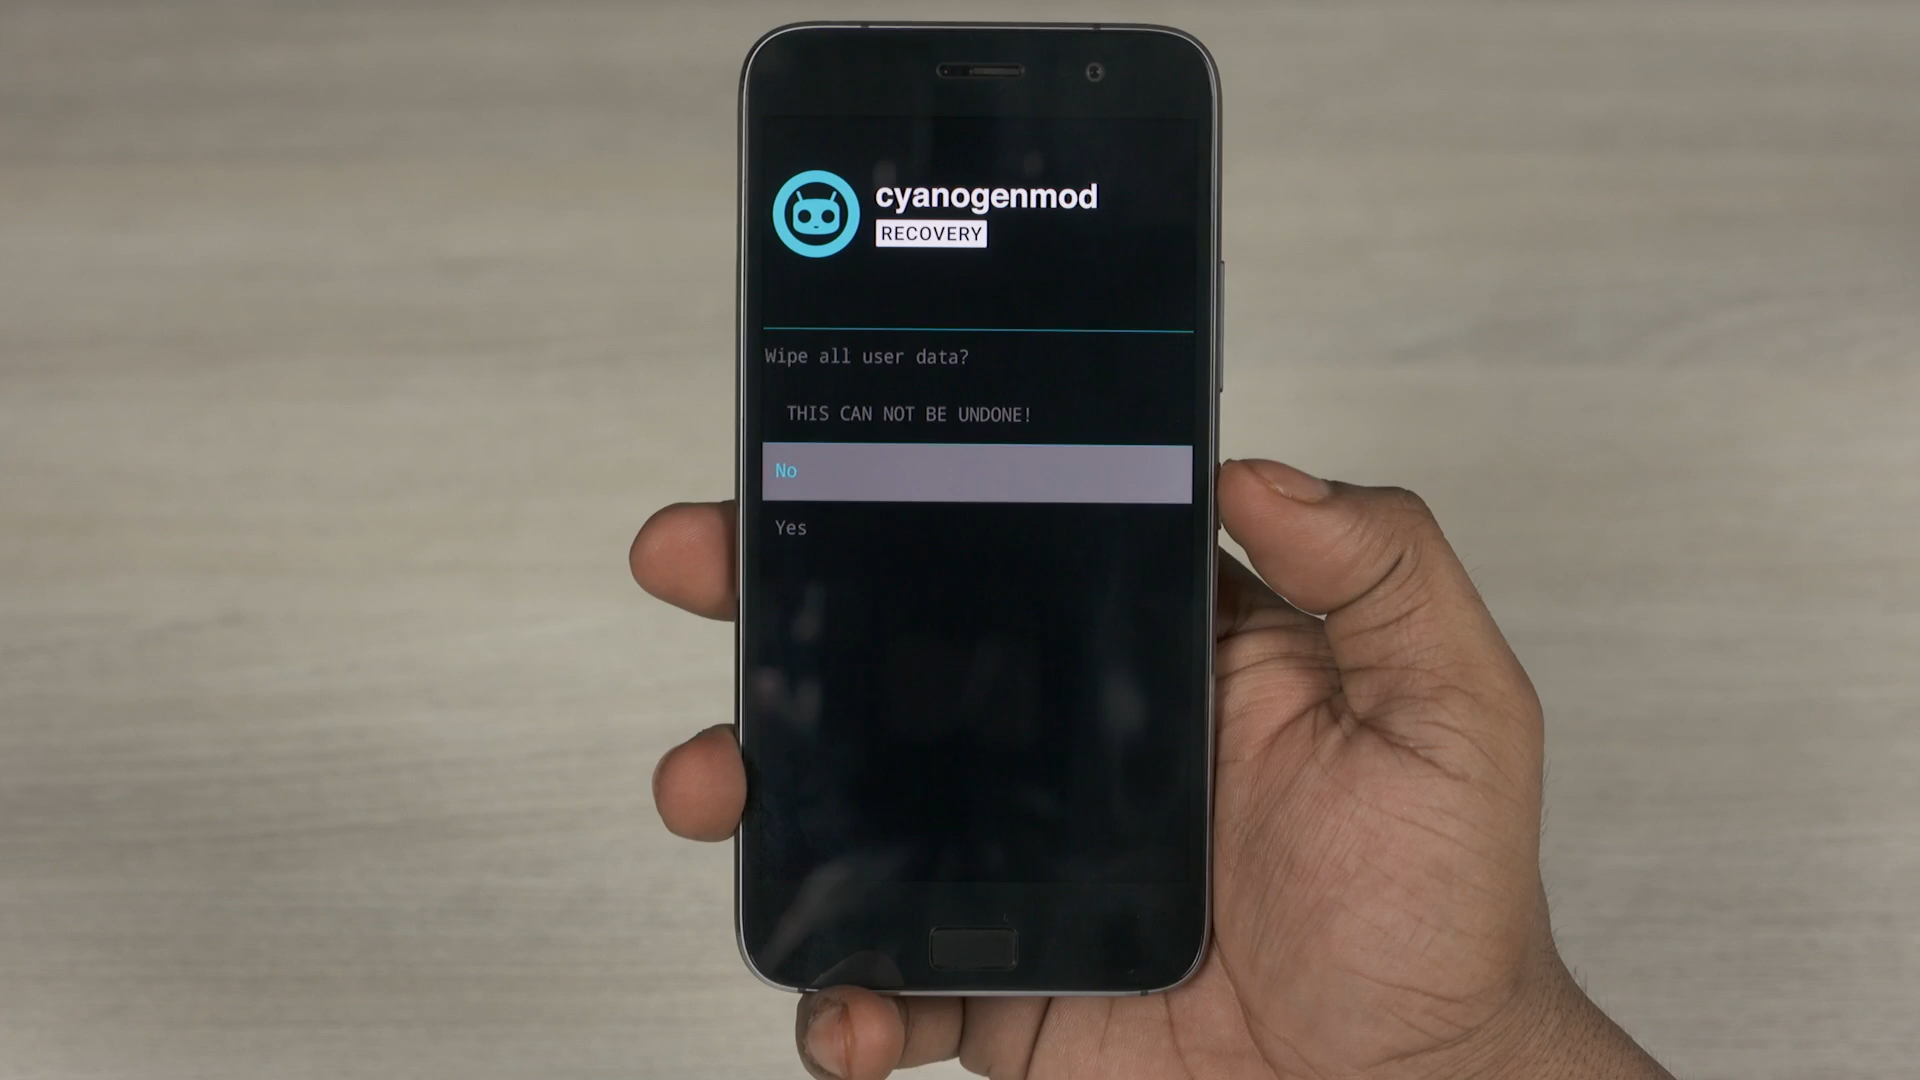 cyanogenmod
RECOVERY
Wipe all user data?
THIS CAN NOT BE UNDONE!
No
Yes